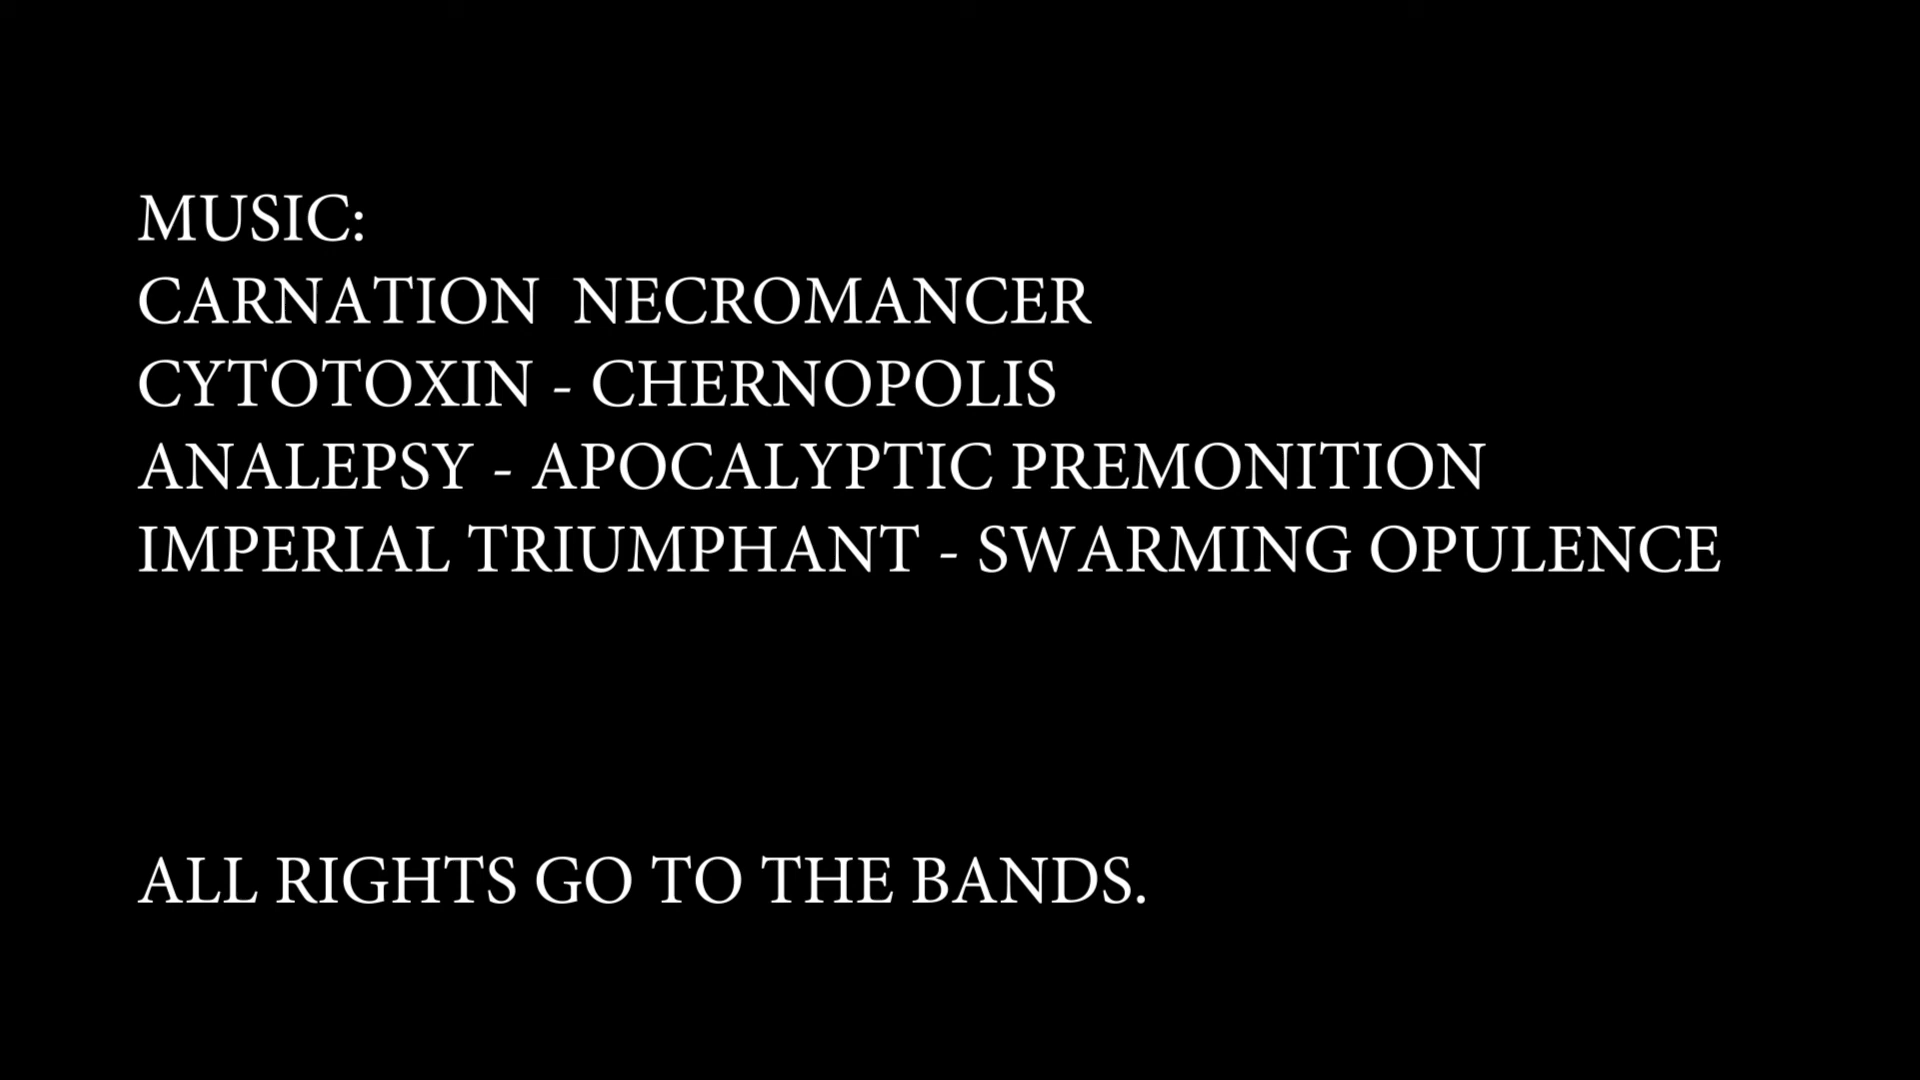 MUSIC:
CARNATION  NECROMANCER
CYTOTOXIN - CHERNOPOLIS
ANALEPSY - APOCALYPTIC PREMONITION
IMPERIAL TRIUMPHANT - SWARMING OPULENCE
ALL RIGHTS GO TO THE BANDS.